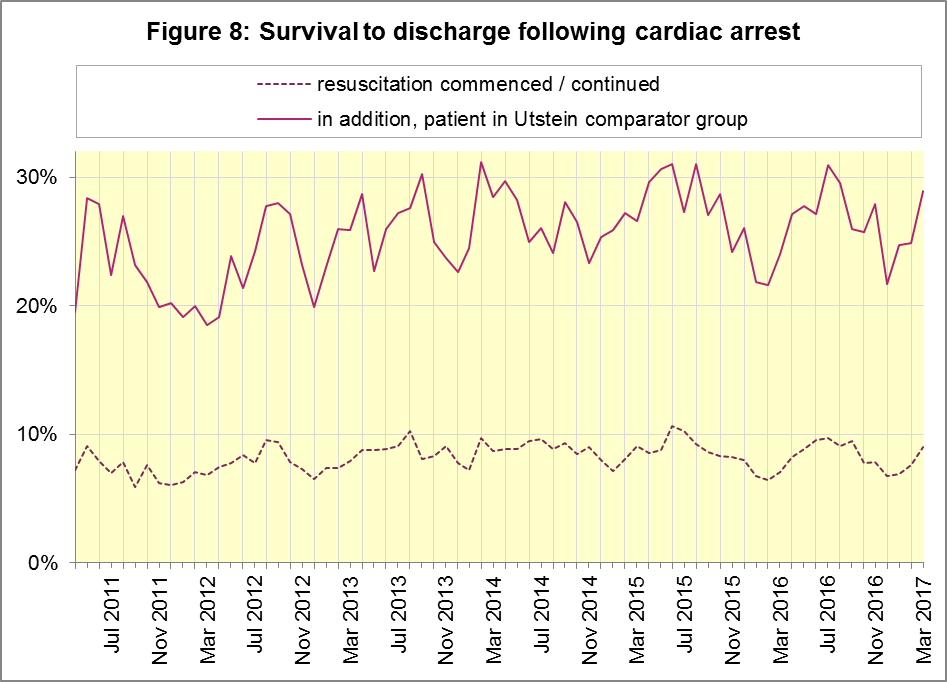 Figure 8: Survival to discharge following cardiac arrest
resuscitation commenced / continued
in addition, patient in Utstein comparator group
30%
20%
10%
0%
Jul 2011
Nov 2011
Mar 2012
Jul 2012
Nov 2012
Mar 2013
Jul 2013
Nov 2013
Mar 2014
Jul 2014
Nov 2014
Mar 2015
Jul 2015
Nov 2015
Mar 2016
Jul 2016
Nov 2016
Mar 2017